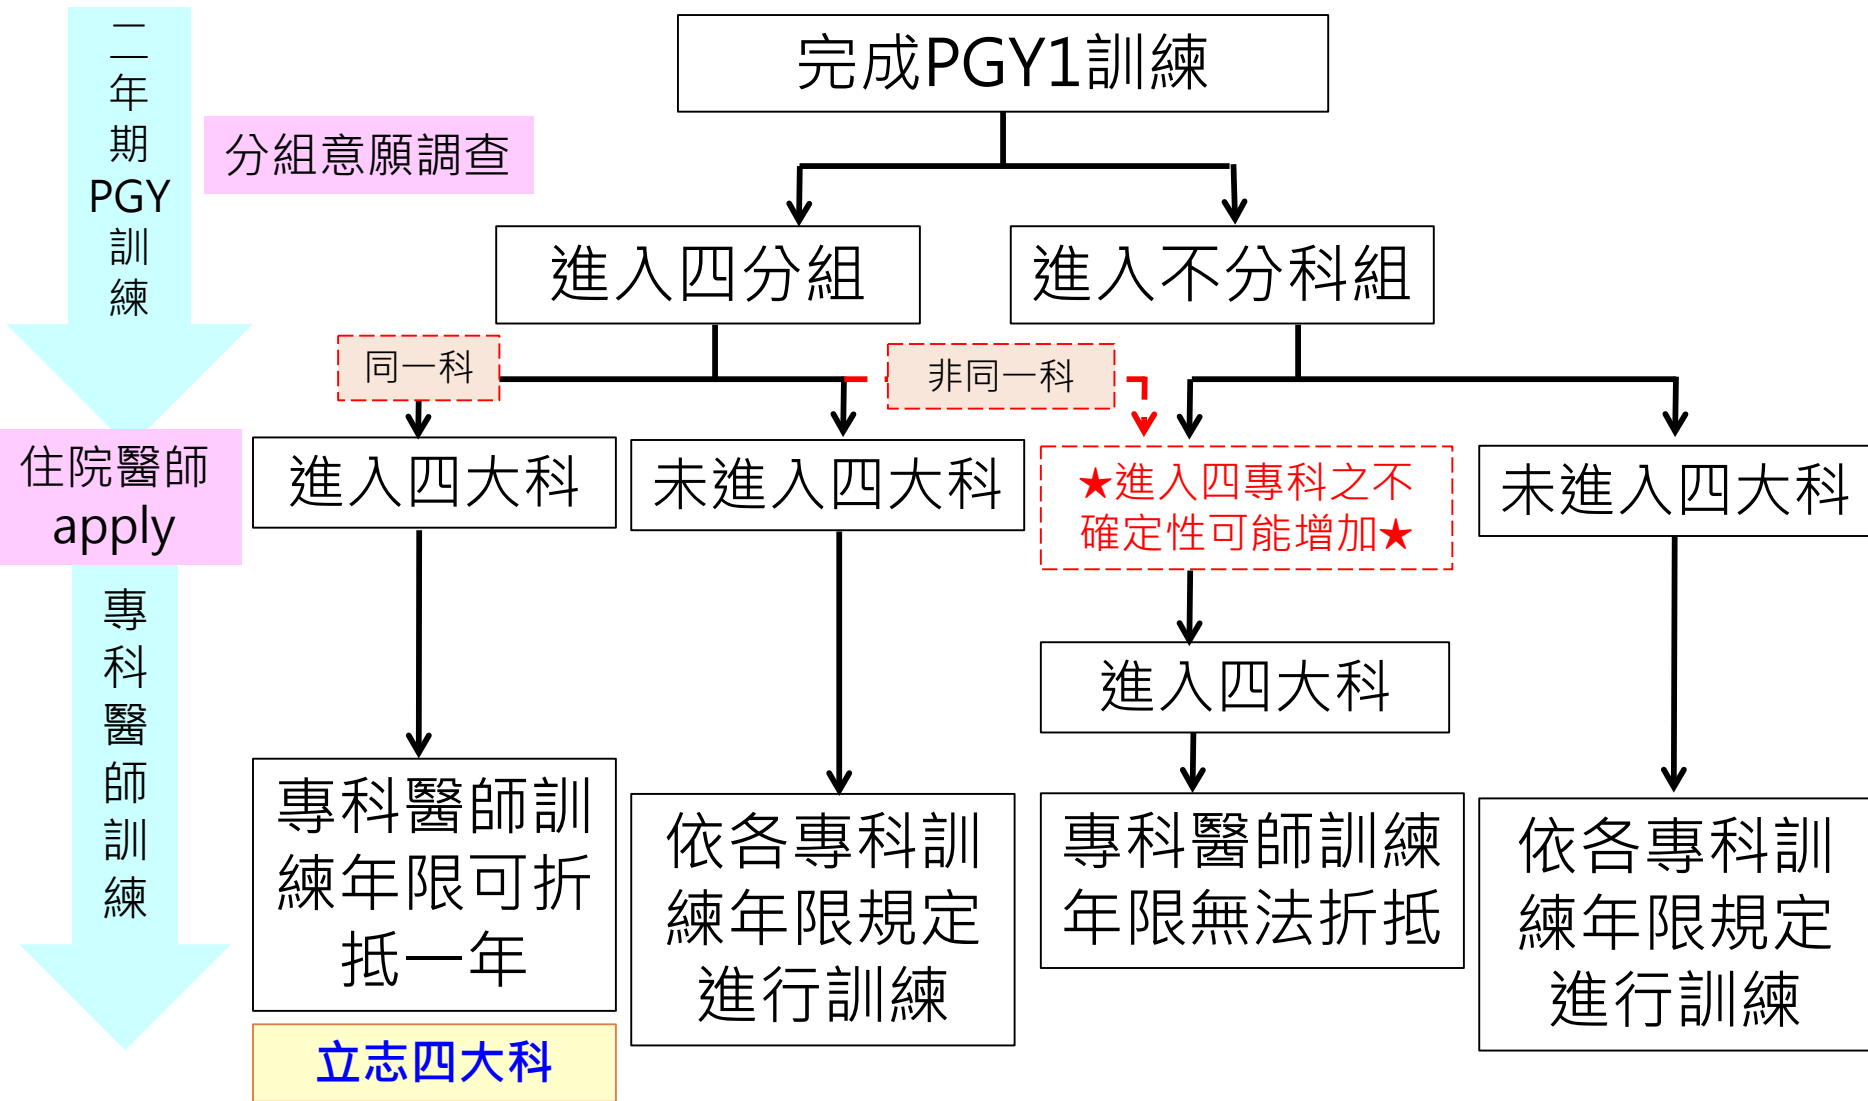 二
年
期
PGY
訓
練
分組意願調查
完成PGY1訓練
進入四分組
進入不分科組
同一科
非同一科
住院醫師
apply
進入四大科
未進入四大科
★進入四專科之不
確定性可能增加★
未進入四大科
進入四大科
專
科
醫
師
訓
練
專科醫師訓
練年限可折
抵一年
依各專科訓
練年限規定
進行訓練
專科醫師訓練
年限無法折抵
依各專科訓
練年限規定
進行訓練
立志四大科